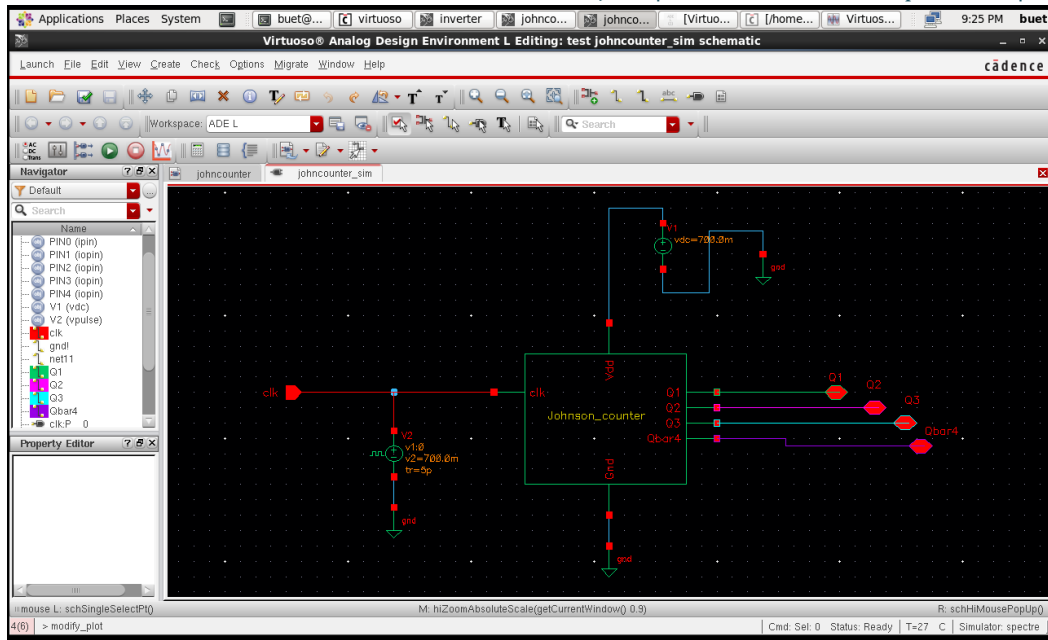 Applications Places System buet@... virtuoso inverter johnco... johnco... [Virtuo... [/home... Virtuos... 9:25 PM buet
Virtuoso® Analog Design Environment L Editing: test johncounter_sim schematic
Launch File Edit View Create Check Options Migrate Window Help cādence
Workspace: ADE L Search
Navigator johncounter johncounter_sim
Default
Search
Name
PIN0 (ipin)
PIN1 (iopin)
PIN2 (iopin)
PIN3 (iopin)
PIN4 (iopin)
V1 (vdc)
V2 (vpulse)
clk
gnd!
net11
Q1
Q2
Q3
Qbar4
clk:P 0
Property Editor
V1
vdc=700.0m
gnd
Vdd
clk clk Q1 Q1
Q2 Q2
Q3 Q3
Qbar4 Qbar4
Johnson_counter
Gnd
V2
v1:0
v2=700.0m
tr=5p
gnd
gnd
mouse L: schSingleSelectPt() M: hiZoomAbsoluteScale(getCurrentWindow() 0.9) R: schHiMousePopUp()
4(6) > modify_plot Cmd: Sel: 0 Status: Ready T=27 C Simulator: spectre